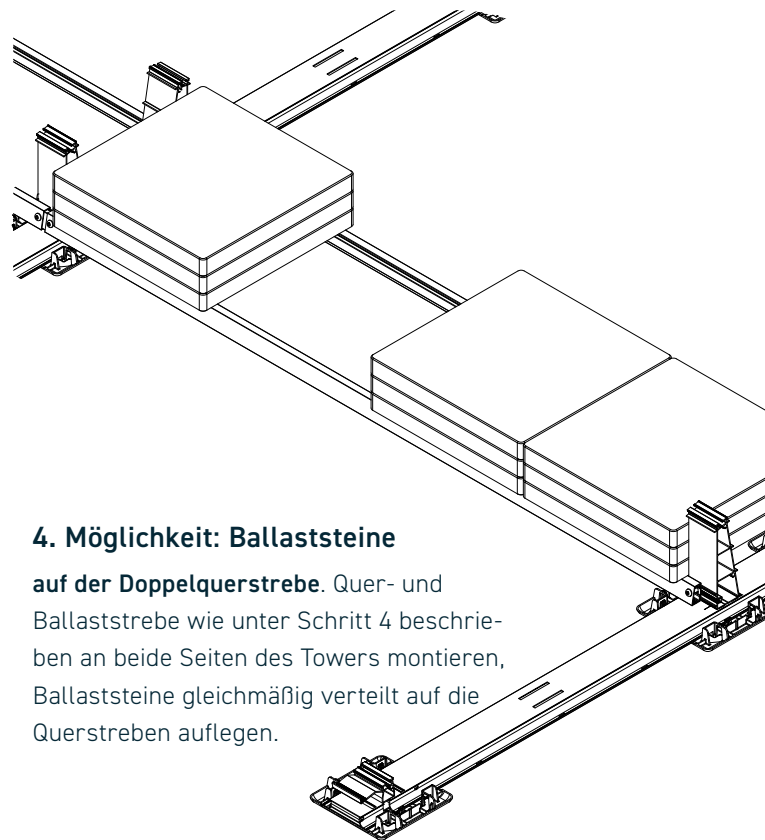 4. Möglichkeit: Ballaststeine
auf der Doppelquerstrebe. Quer- und
Ballaststrebe wie unter Schritt 4 beschrie-
ben an beide Seiten des Towers montieren,
Ballaststeine gleichmäßig verteilt auf die
Querstreben auflegen.